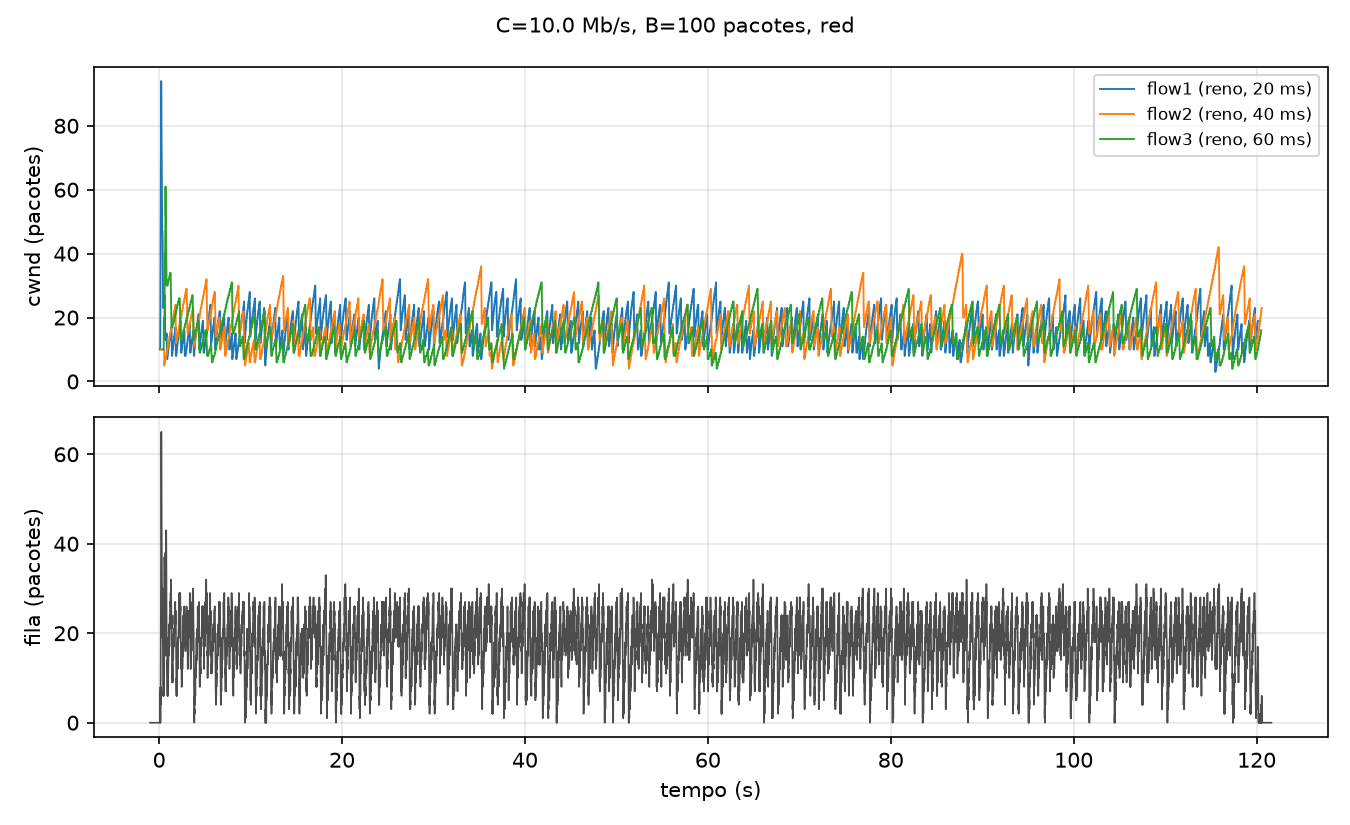 C=10.0 Mb/s, B=100 pacotes, red
cwnd (pacotes)
80
60
40
20
0
flow1 (reno, 20 ms)
flow2 (reno, 40 ms)
flow3 (reno, 60 ms)
fila (pacotes)
60
40
20
0
0 20 40 60 80 100 120
tempo (s)